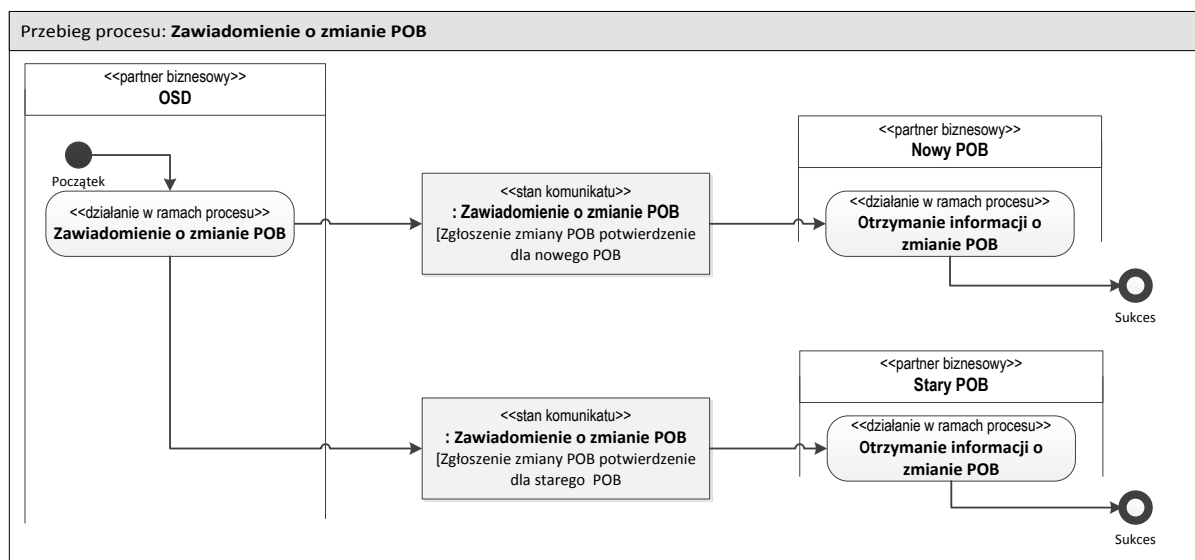 Przebieg procesu: Zawiadomienie o zmianie POB
<<partner biznesowy>>
OSD
Początek
<<działanie w ramach procesu>>
Zawiadomienie o zmianie POB
<<stan komunikatu>>
: Zawiadomienie o zmianie POB
[Zgłoszenie zmiany POB potwierdzenie
dla nowego POB
<<partner biznesowy>>
Nowy POB
<<działanie w ramach procesu>>
Otrzymanie informacji o
zmianie POB
Sukces
<<stan komunikatu>>
: Zawiadomienie o zmianie POB
[Zgłoszenie zmiany POB potwierdzenie
dla starego POB
<<partner biznesowy>>
Stary POB
<<działanie w ramach procesu>>
Otrzymanie informacji o
zmianie POB
Sukces